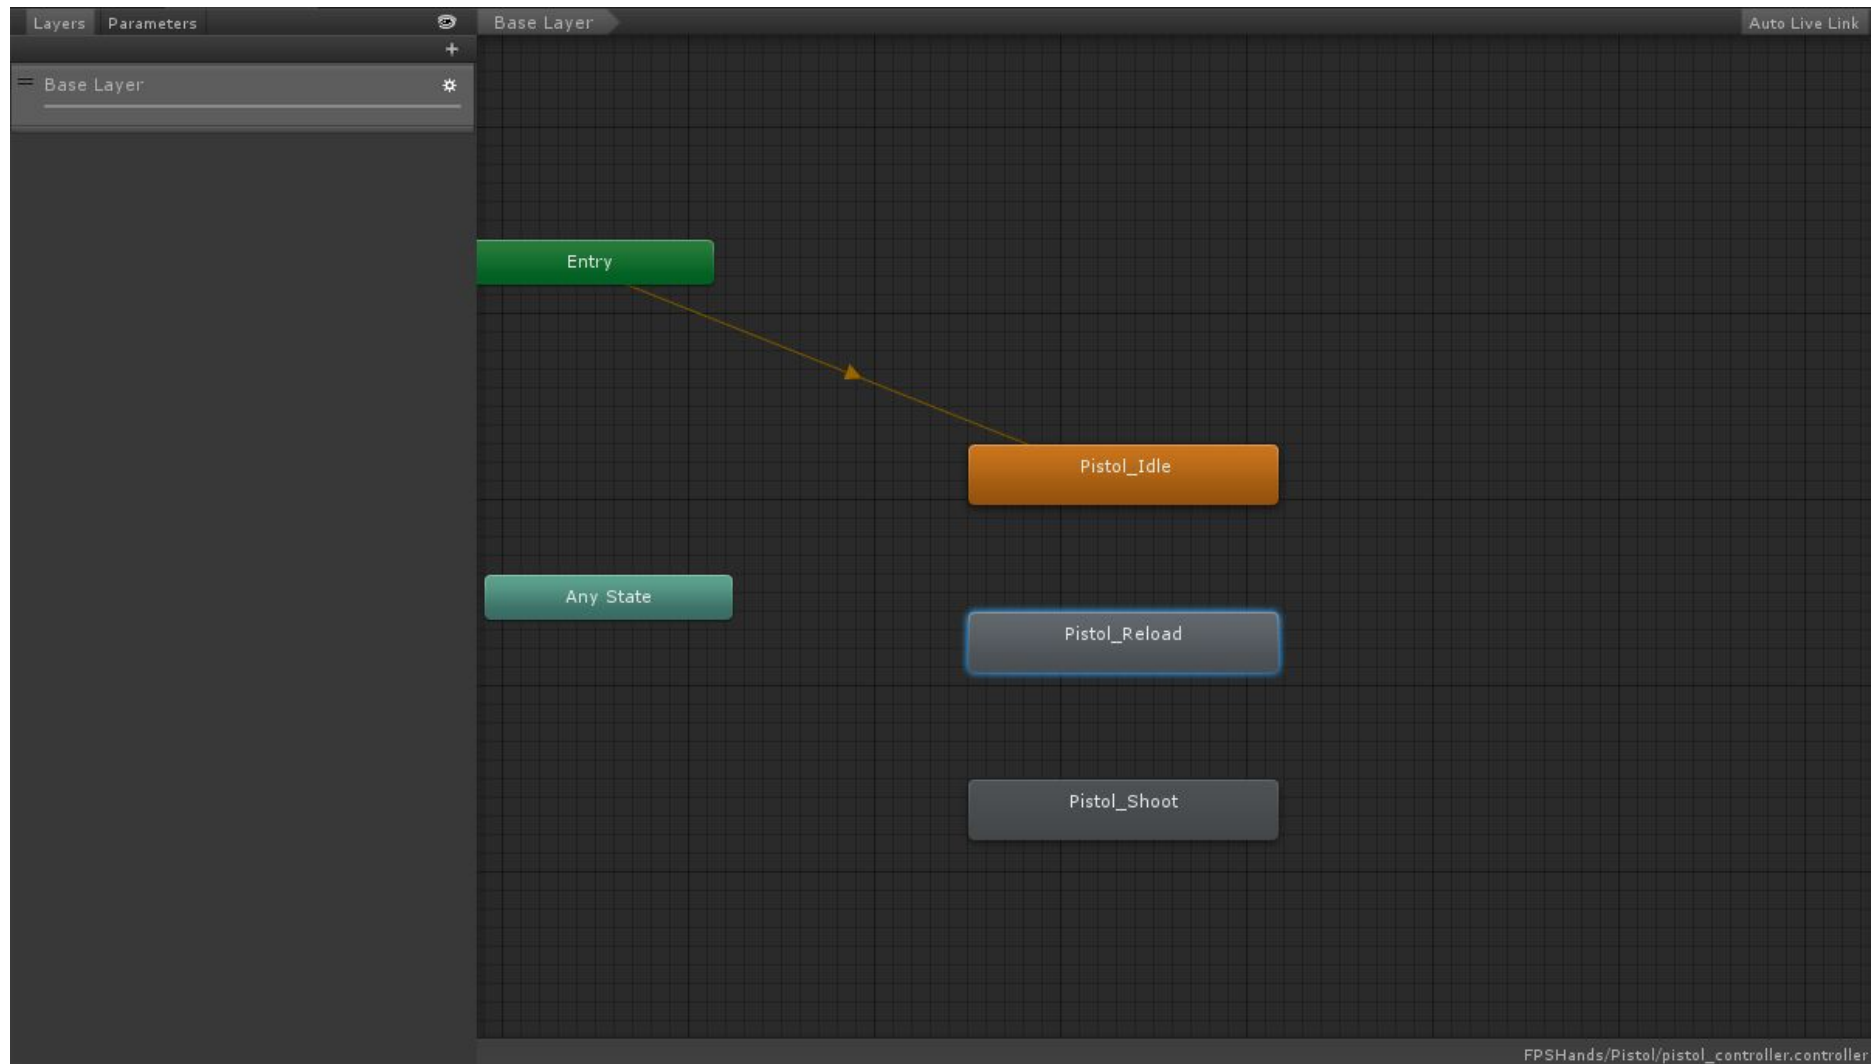 Layers Parameters
Base Layer
Auto Live Link
Base Layer
Entry
Pistol_Idle
Any State
Pistol_Reload
Pistol_Shoot
FPSHands/Pistol/pistol_controller.controller